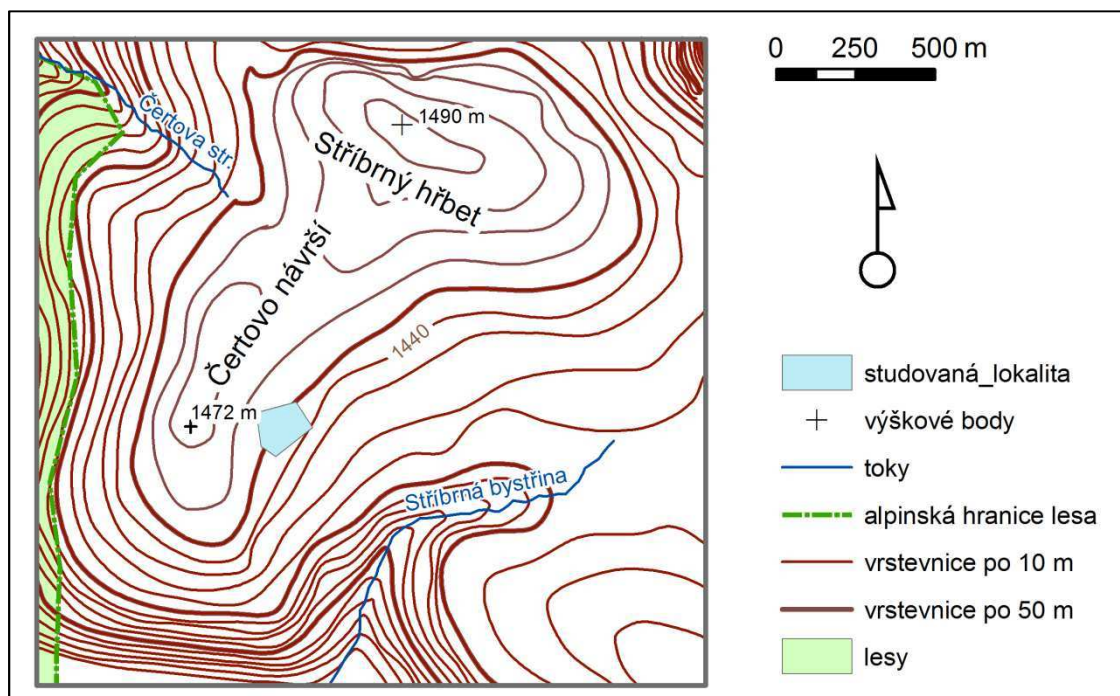 0 250 500 m
Čertova str.
1490 m
Stříbrný hřbet
Čertovo návrší
1440
1472 m
Stříbrná bystřina
studovaná_lokalita
výškové body
toky
alpinská hranice lesa
vrstevnice po 10 m
vrstevnice po 50 m
lesy